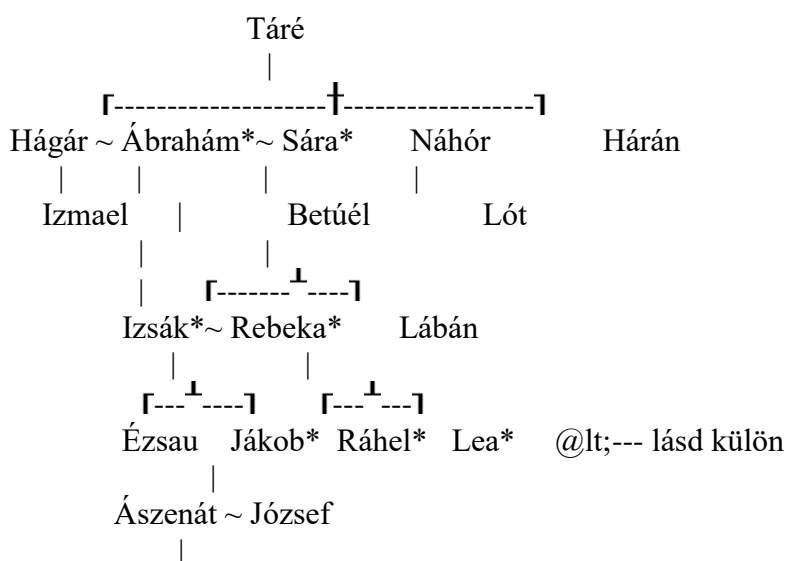 Táré
|
┎--------------------╂------------------┒
Hágár ~ Ábrahám*~ Sára* Náhór Hárán
| | | |
Izmael | Betúél Lót
| |
| ┎-------┸----┒
Izsák*~ Rebeka* Lábán
| |
┎---┸----┒ ┎---┸---┒
Ézsau Jákob* Ráhel* Lea* @lt;--- lásd külön
|
Ászenát ~ József
|